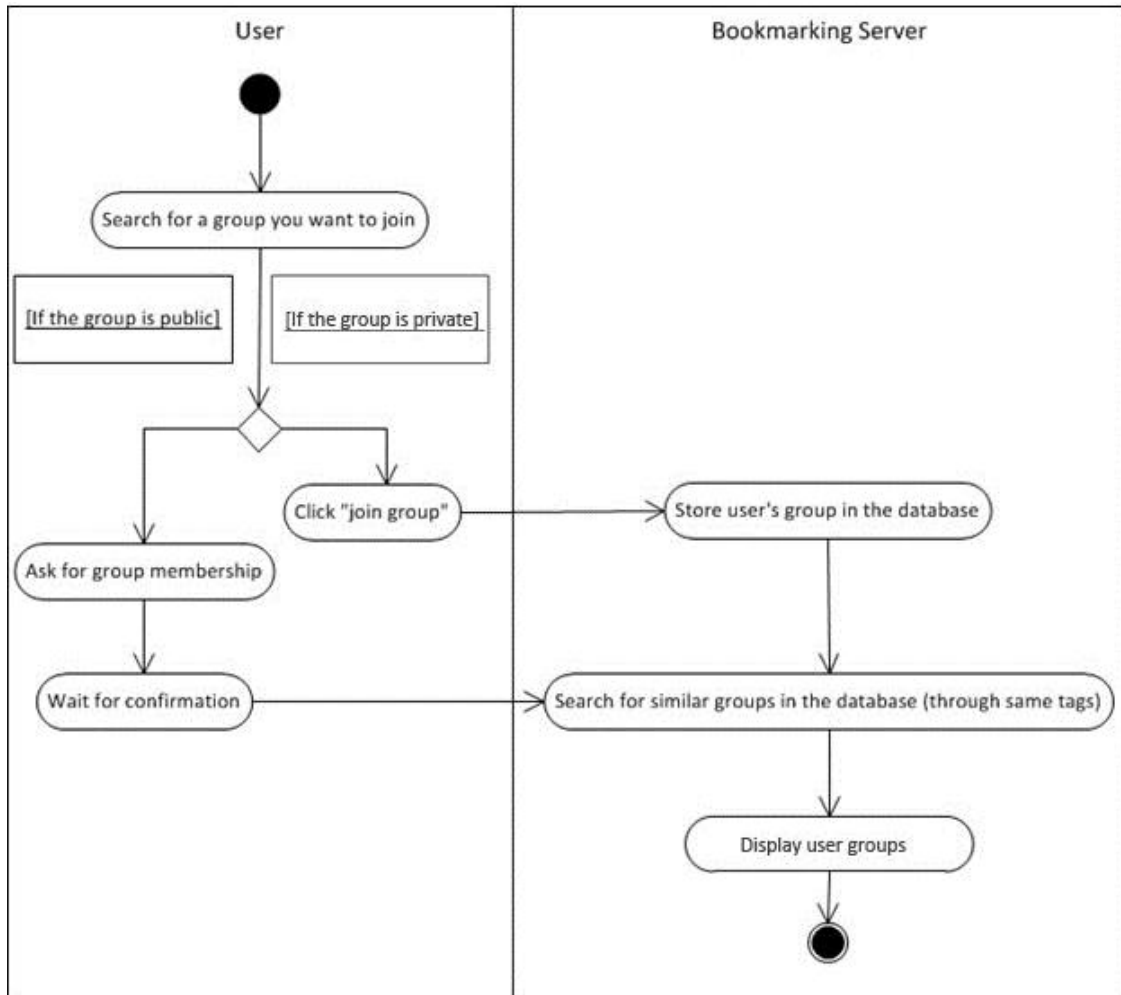 User
Bookmarking Server
Search for a group you want to join
[If the group is public]
[If the group is private]
Click "join group"
Store user's group in the database
Ask for group membership
Wait for confirmation
Search for similar groups in the database (through same tags)
Display user groups